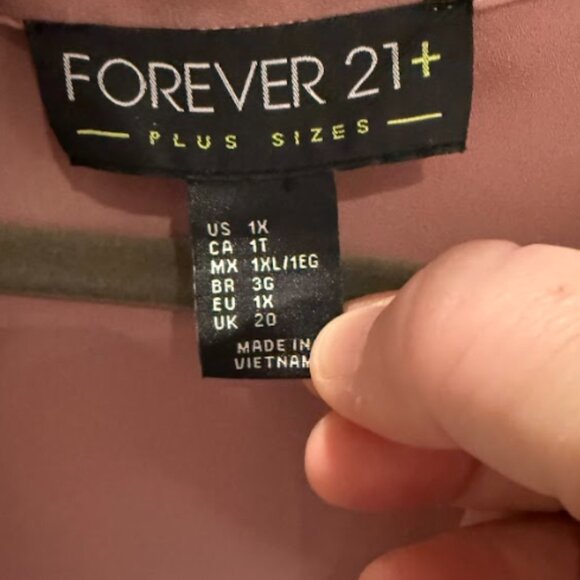 FOREVER 21+
PLUS SIZES
US 1X
CA 1T
MX 1XL/1EG
BR 3G
EU 1X
UK 20
MADE IN
VIETNAM